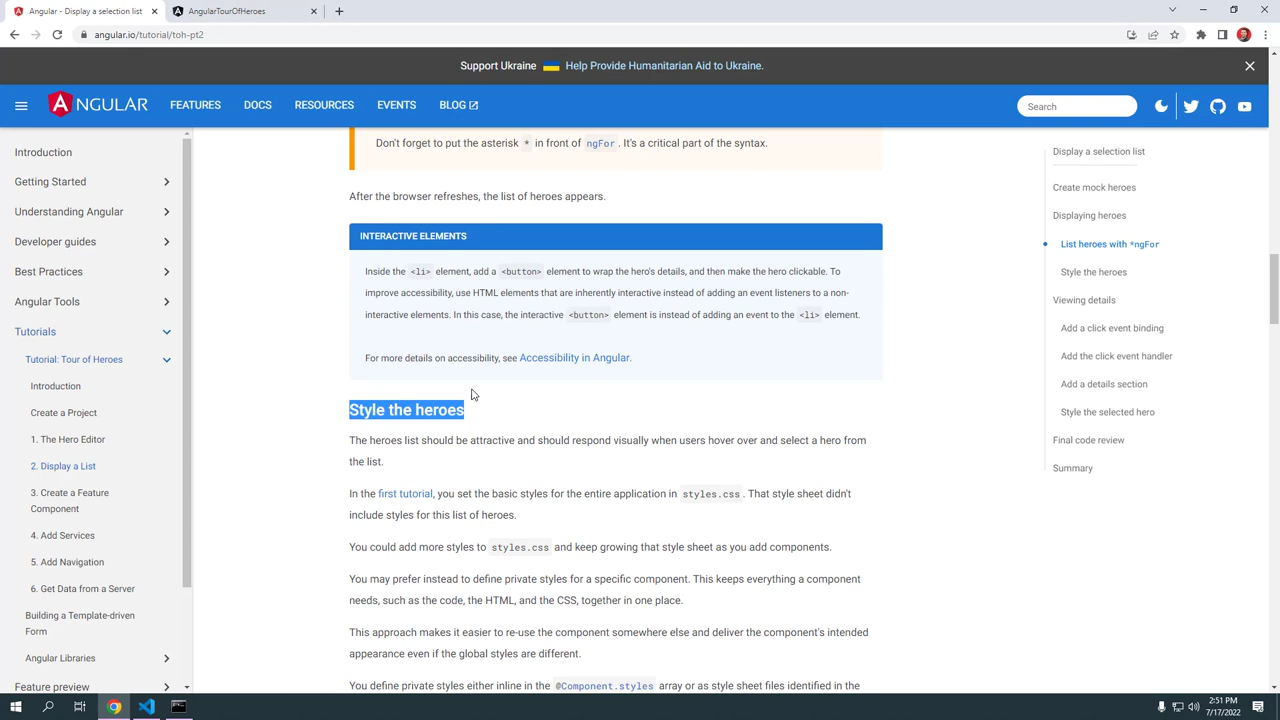 Angular - Display a selection list
AngularTourOfHeroes
angular.io/tutorial/toh-pt2
Support Ukraine Help Provide Humanitarian Aid to Ukraine.
NGULAR FEATURES DOCS RESOURCES EVENTS BLOG Search
Introduction
Getting Started
Understanding Angular
Developer guides
Best Practices
Angular Tools
Tutorials
Tutorial: Tour of Heroes
Introduction
Create a Project
1. The Hero Editor
2. Display a List
3. Create a Feature
Component
4. Add Services
5. Add Navigation
6. Get Data from a Server
Building a Template-driven
Form
Angular Libraries
Feature preview
Don't forget to put the asterisk * in front of ngFor. It's a critical part of the syntax.
After the browser refreshes, the list of heroes appears.
INTERACTIVE ELEMENTS
Inside the <li> element, add a <button> element to wrap the hero's details, and then make the hero clickable. To
improve accessibility, use HTML elements that are inherently interactive instead of adding an event listeners to a non-
interactive elements. In this case, the interactive <button> element is instead of adding an event to the <li> element.
For more details on accessibility, see Accessibility in Angular.
Style the heroes
The heroes list should be attractive and should respond visually when users hover over and select a hero from
the list.
In the first tutorial, you set the basic styles for the entire application in styles.css. That style sheet didn't
include styles for this list of heroes.
You could add more styles to styles.css and keep growing that style sheet as you add components.
You may prefer instead to define private styles for a specific component. This keeps everything a component
needs, such as the code, the HTML, and the CSS, together in one place.
This approach makes it easier to re-use the component somewhere else and deliver the component's intended
appearance even if the global styles are different.
You define private styles either inline in the @Component.styles array or as style sheet files identified in the
Display a selection list
Create mock heroes
Displaying heroes
List heroes with *ngFor
Style the heroes
Viewing details
Add a click event binding
Add the click event handler
Add a details section
Style the selected hero
Final code review
Summary
2:51 PM
7/17/2022